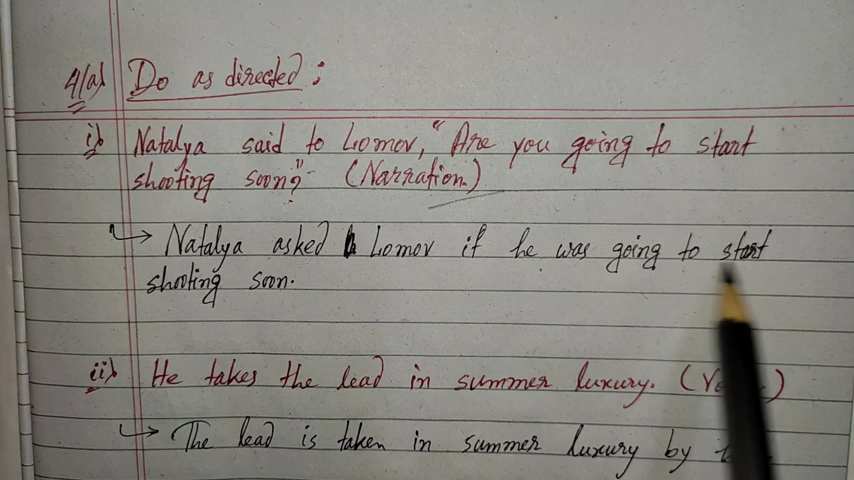 4(a) Do as directed:
i) Natalya said to Lomov, "Are you going to start
shooting soon?" (Narration)
↳ Natalya asked Lomov if he was going to start
shooting soon.
ii) He takes the lead in summer luxury.
↳ The lead is taken in summer luxury by